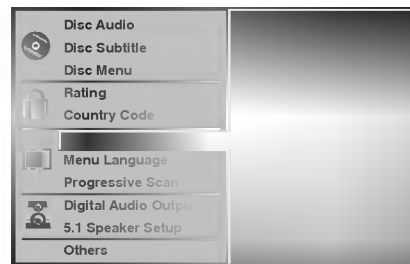 Disc Audio
Disc Subtitle
Disc Menu
Rating
Country Code
Menu Language
Progressive Scan
Digital Audio Output
5.1 Speaker Setup
Others